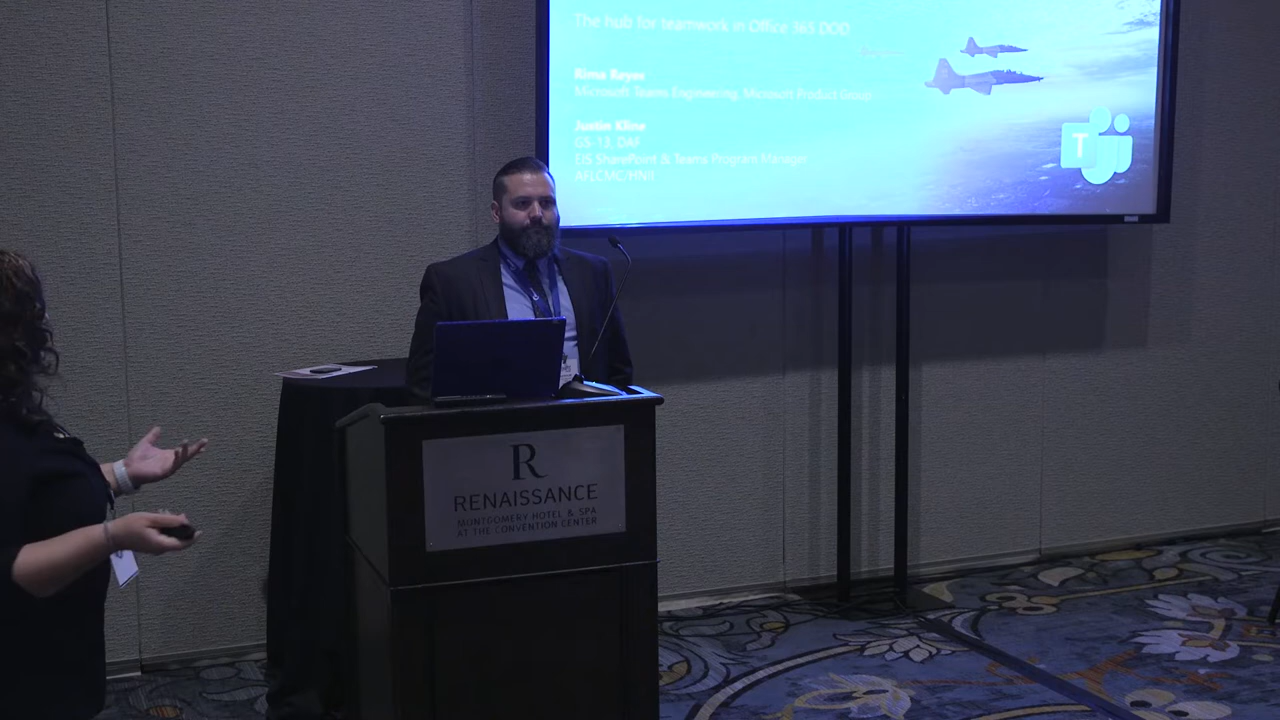 The hub for teamwork in Office 365 DOD
Kima Reyes
Microsoft Teams Engineering, Microsoft Product Group
Justin Kline
GS-13, DAF
EIS SharePoint & Teams Program Manager
AFLCMC/HNII
T
R
RENAISSANCE
MONTGOMERY HOTEL & SPA
AT THE CONVENTION CENTER